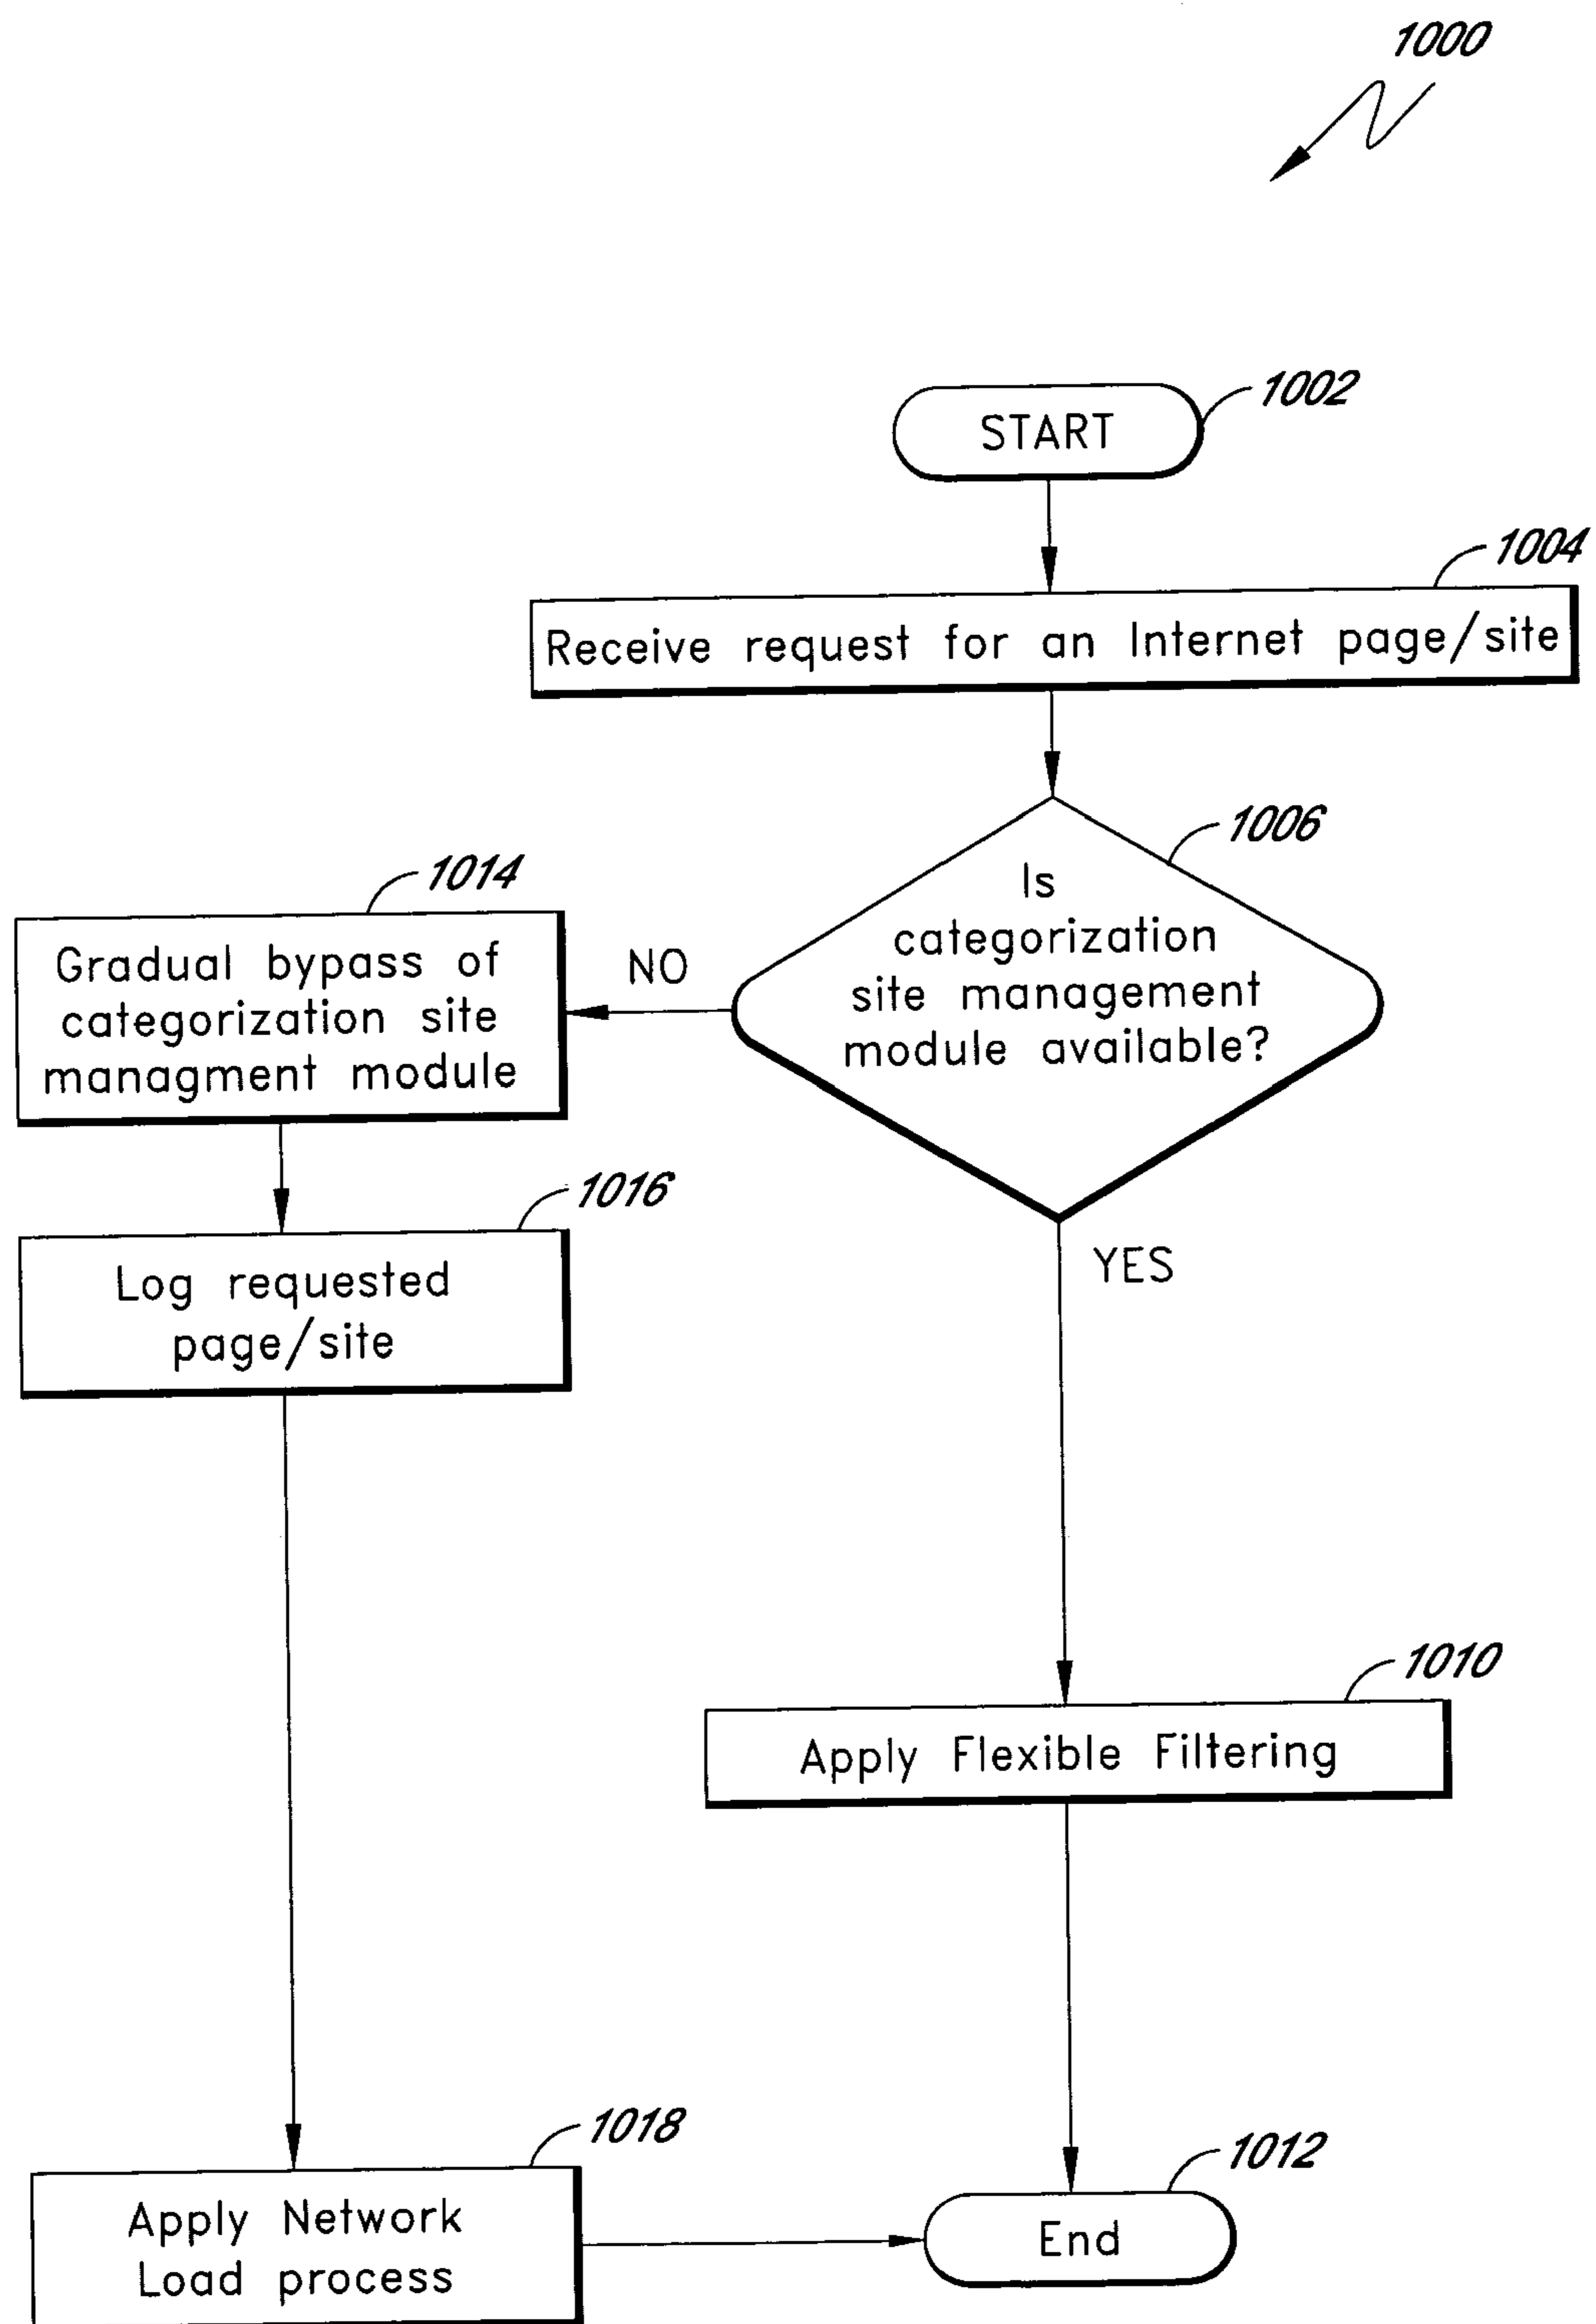 1000
START
1002
1004
Receive request for an Internet page/site
1006
Is
categorization
site management
module available?
NO
YES
1014
Gradual bypass of
categorization site
managment module
1016
Log requested
page/site
1010
Apply Flexible Filtering
1018
Apply Network
Load process
1012
End